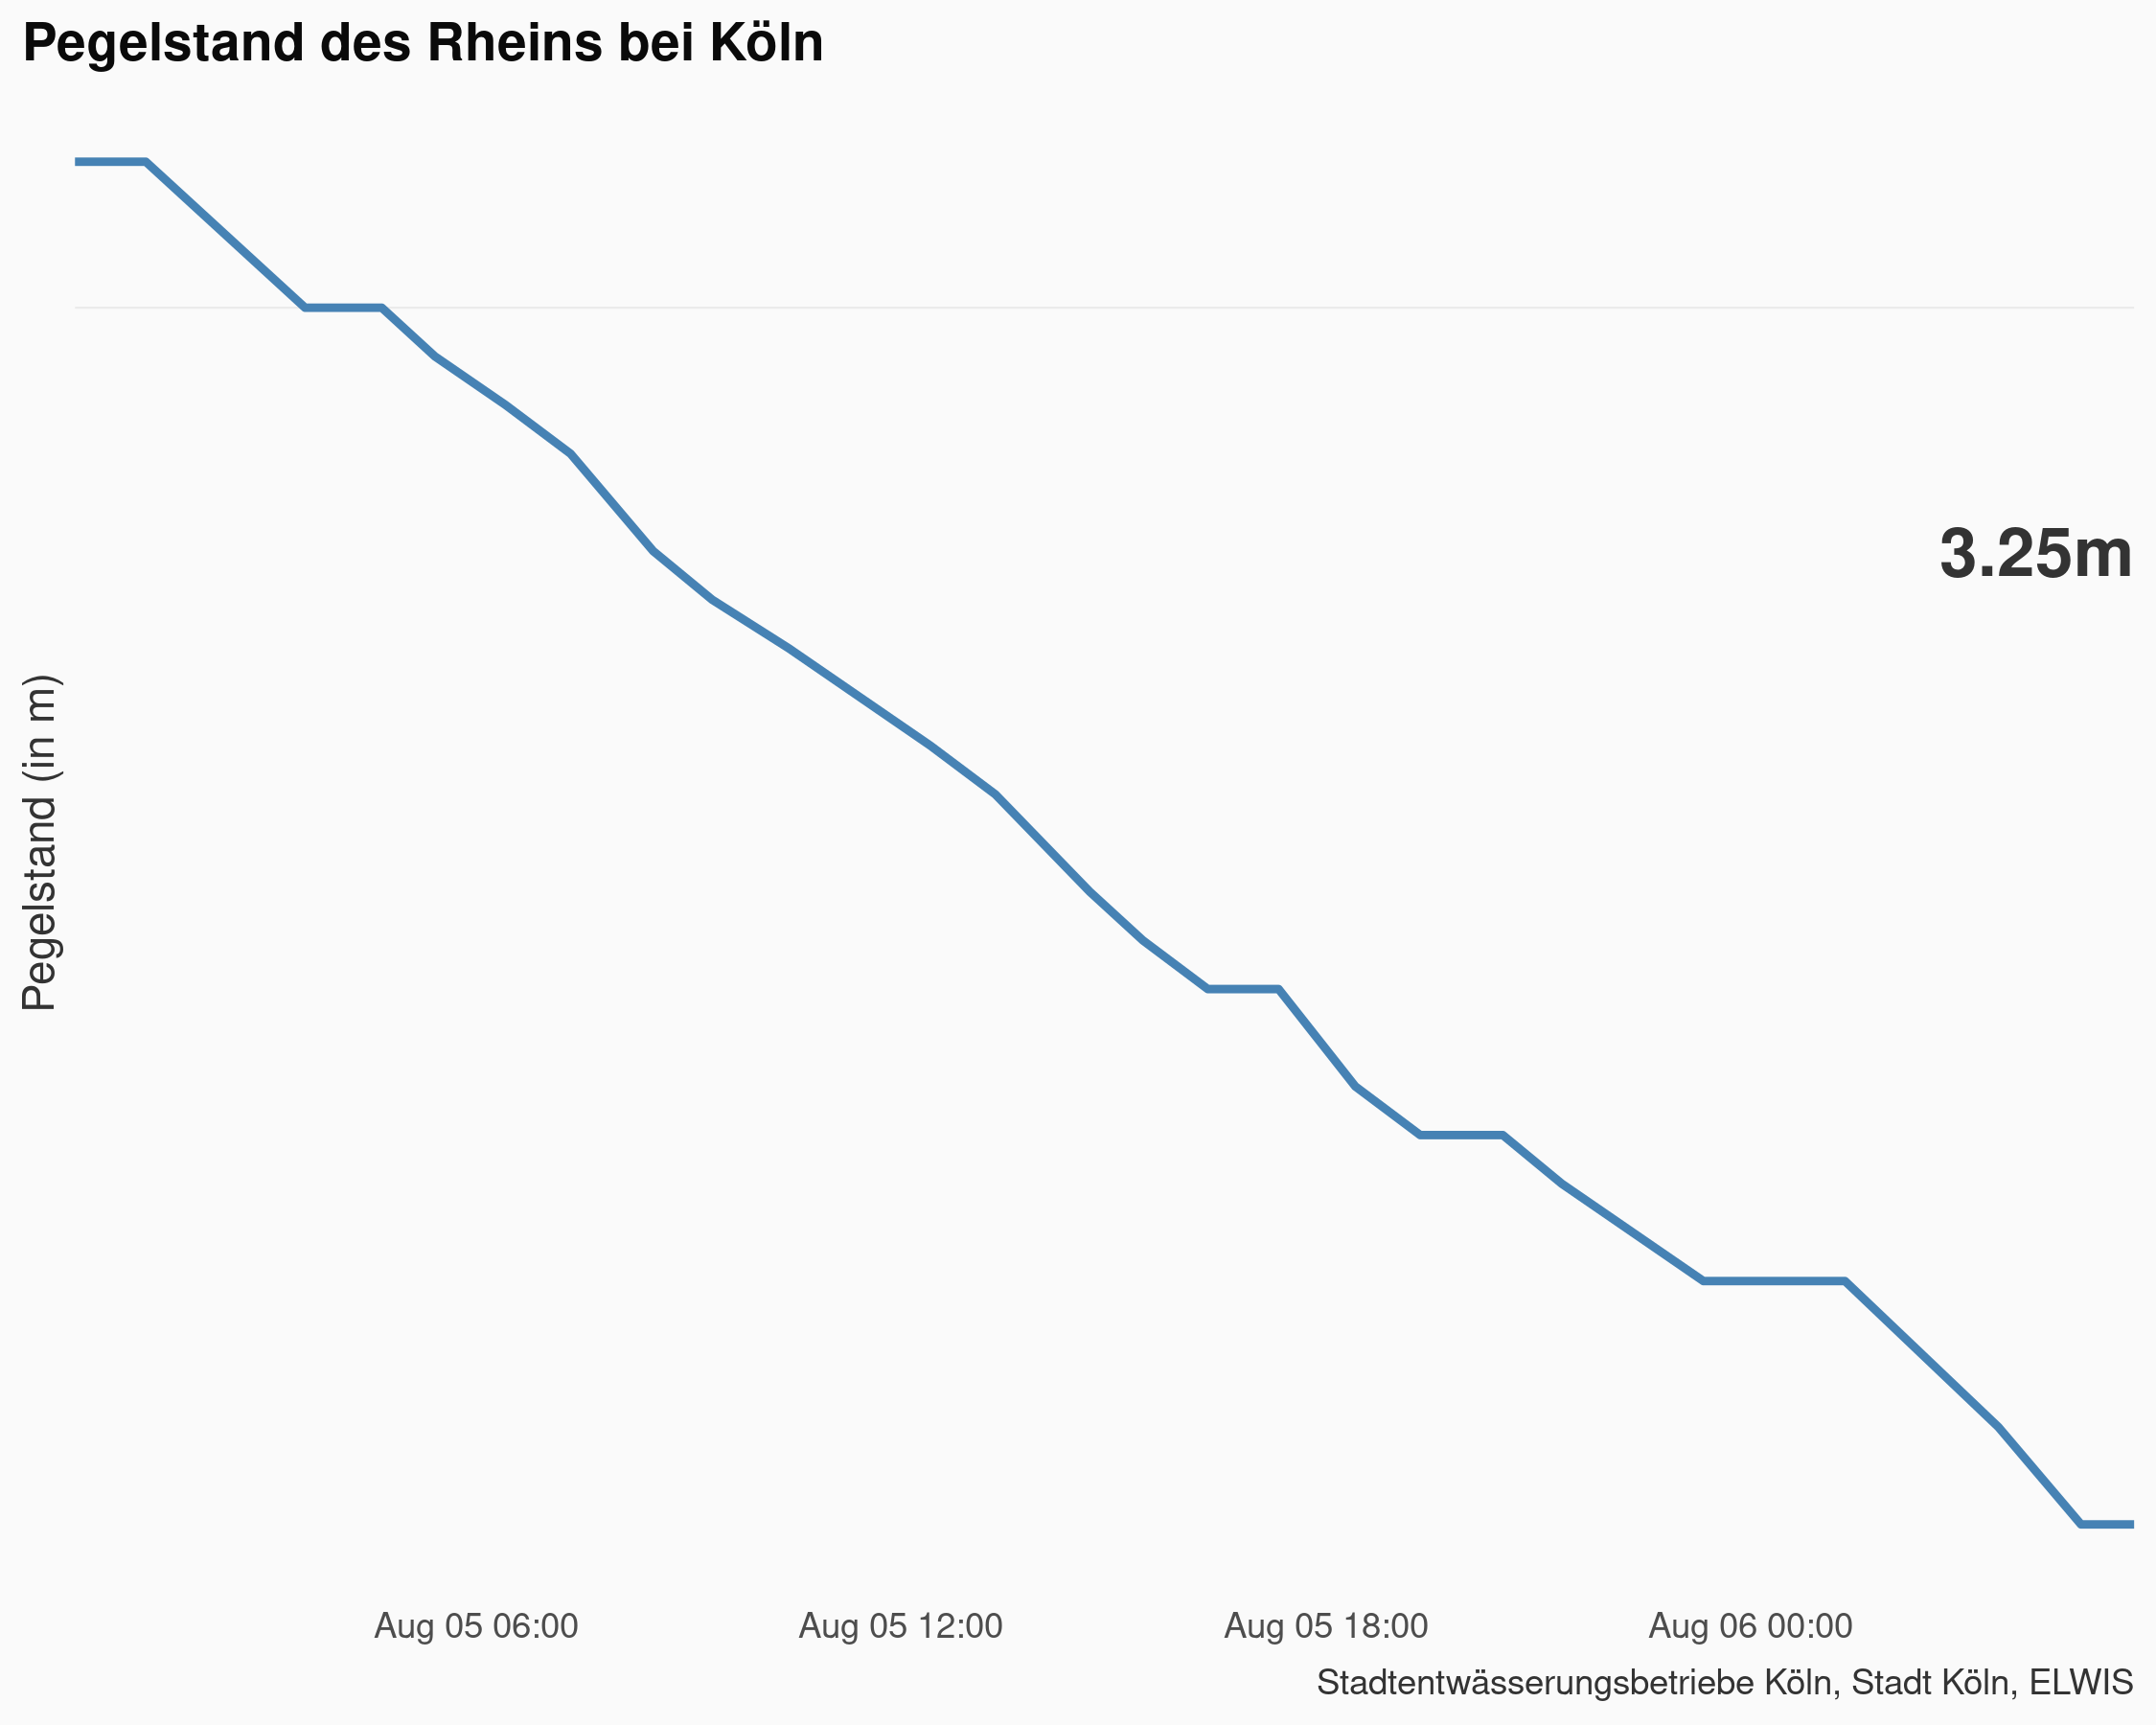 Pegelstand des Rheins bei Köln
3.25m
Pegelstand (in m)
Aug 05 06:00
Aug 05 12:00
Aug 05 18:00
Aug 06 00:00
Stadtentwässerungsbetriebe Köln, Stadt Köln, ELWIS